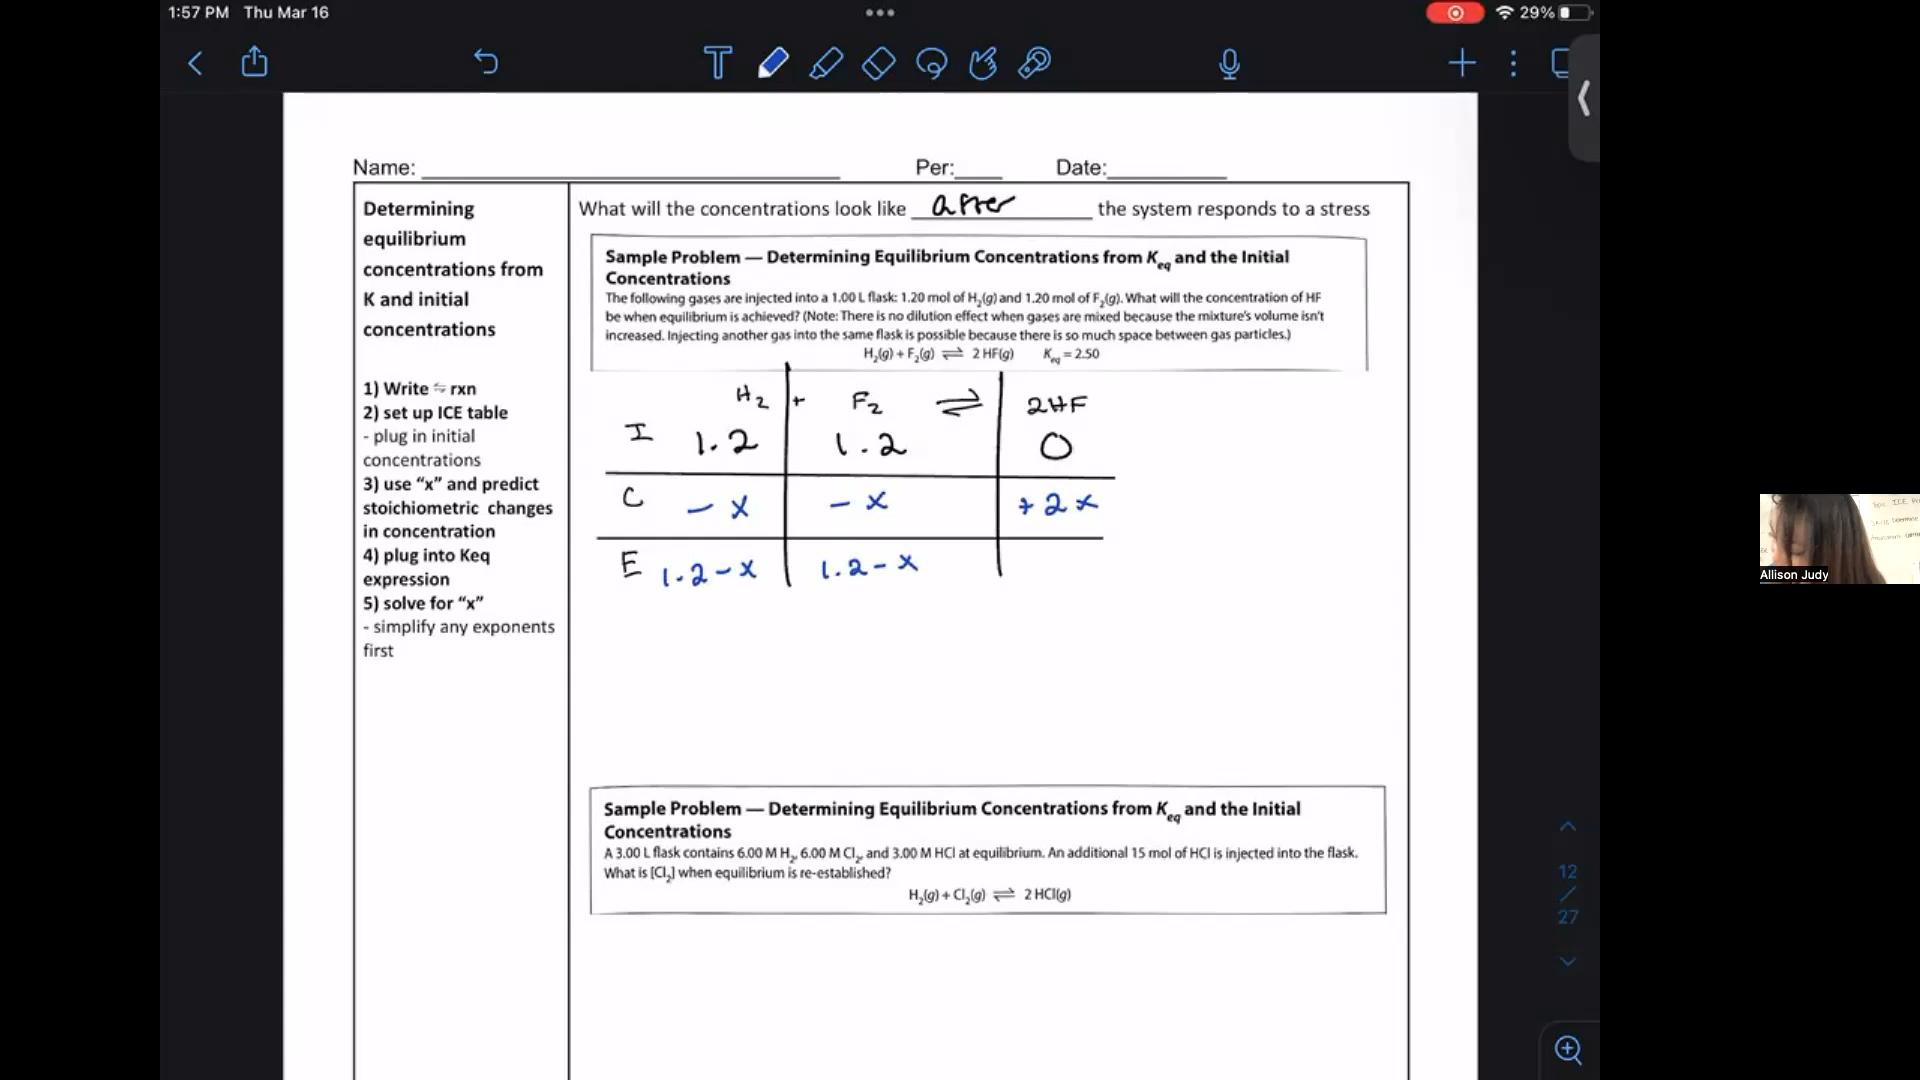 1:57 PM Thu Mar 16
29%
Name: ____ Per:____ Date:____
Determining
equilibrium
concentrations from
K and initial
concentrations
1) Write ⇋ rxn
2) set up ICE table
- plug in initial
concentrations
3) use “x” and predict
stoichiometric changes
in concentration
4) plug into Keq
expression
5) solve for “x”
- simplify any exponents
first
What will the concentrations look like after the system responds to a stress
Sample Problem — Determining Equilibrium Concentrations from Keq and the Initial
Concentrations
The following gases are injected into a 1.00 L flask: 1.20 mol of H2(g) and 1.20 mol of F2(g). What will the concentration of HF
be when equilibrium is achieved? (Note: There is no dilution effect when gases are mixed because the mixture's volume isn't
increased. Injecting another gas into the same flask is possible because there is so much space between gas particles.)
H2(g) + F2(g) ⇌ 2 HF(g) Keq = 2.50
H2 + F2 ⇌ 2HF
I 1.2 1.2 0
C - x - x + 2x
E 1.2-x 1.2-x
Sample Problem — Determining Equilibrium Concentrations from Keq and the Initial
Concentrations
A 3.00 L flask contains 6.00 M H2, 6.00 M Cl2, and 3.00 M HCl at equilibrium. An additional 15 mol of HCl is injected into the flask.
What is [Cl2] when equilibrium is re-established?
H2(g) + Cl2(g) ⇌ 2 HCl(g)
12
/
27
Allison Judy